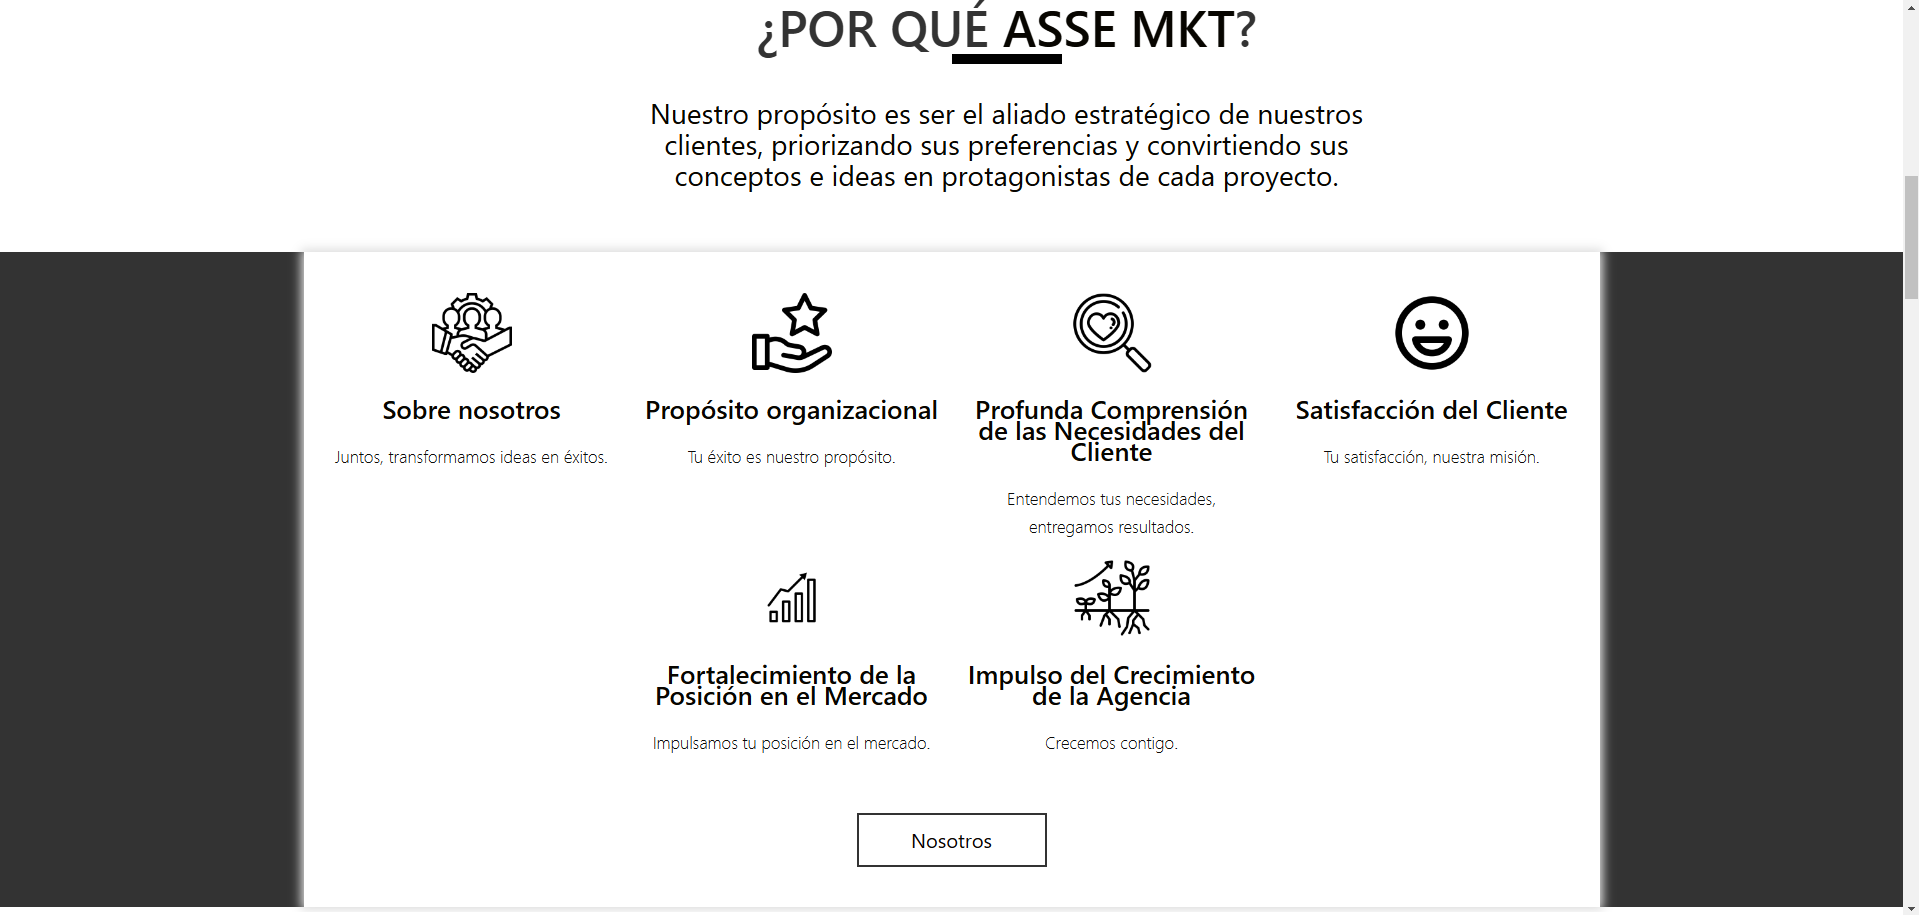 ¿POR QUÉ ASSE MKT?
Nuestro propósito es ser el aliado estratégico de nuestros
clientes, priorizando sus preferencias y convirtiendo sus
conceptos e ideas en protagonistas de cada proyecto.
Sobre nosotros
Juntos, transformamos ideas en éxitos.
Propósito organizacional
Tu éxito es nuestro propósito.
Profunda Comprensión
de las Necesidades del
Cliente
Entendemos tus necesidades,
entregamos resultados.
Satisfacción del Cliente
Tu satisfacción, nuestra misión.
Fortalecimiento de la
Posición en el Mercado
Impulsamos tu posición en el mercado.
Impulso del Crecimiento
de la Agencia
Crecemos contigo.
Nosotros